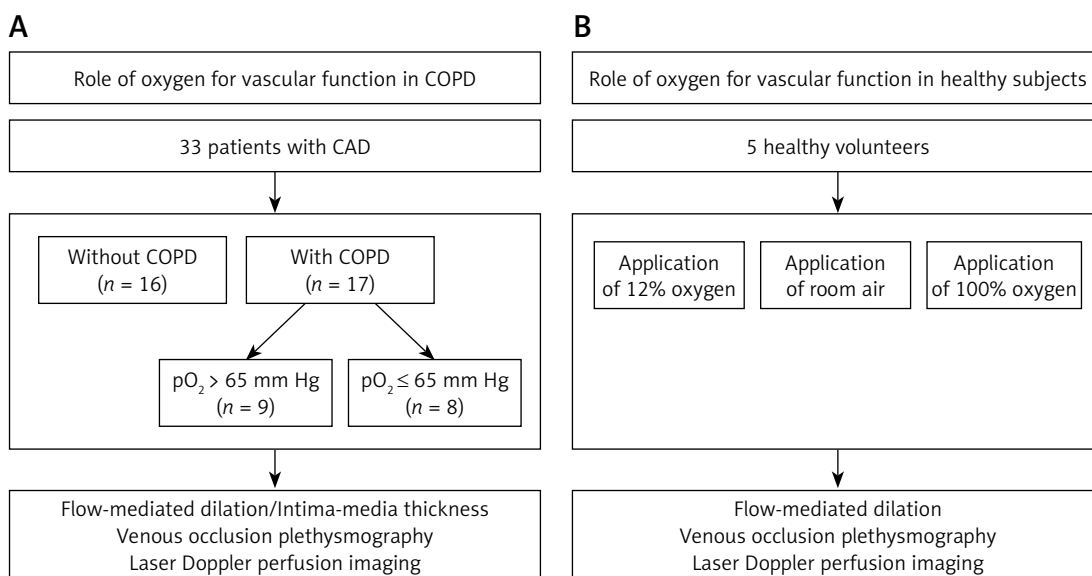 A
Role of oxygen for vascular function in COPD
33 patients with CAD
Without COPD
(n = 16)
With COPD
(n = 17)
pO₂ > 65 mm Hg
(n = 9)
pO₂ ≤ 65 mm Hg
(n = 8)
Flow-mediated dilation/Intima-media thickness
Venous occlusion plethysmography
Laser Doppler perfusion imaging
B
Role of oxygen for vascular function in healthy subjects
5 healthy volunteers
Application
of 12% oxygen
Application
of room air
Application
of 100% oxygen
Flow-mediated dilation
Venous occlusion plethysmography
Laser Doppler perfusion imaging